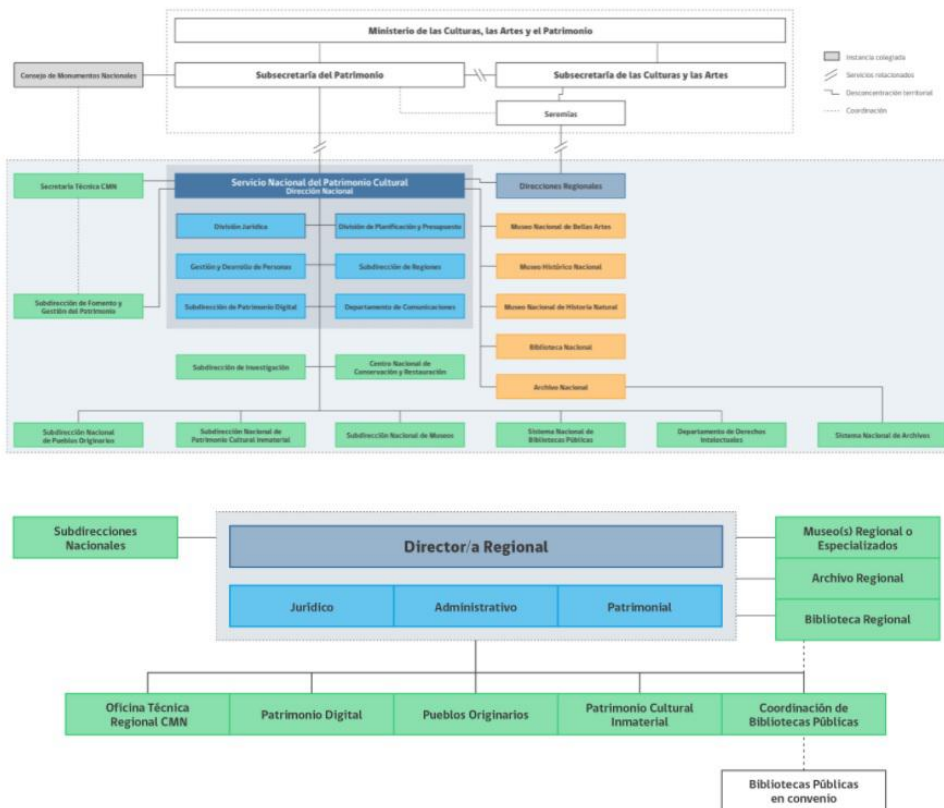 Ministerio de las Culturas, las Artes y el Patrimonio
Consejo de Monumentos Nacionales
Subsecretaría del Patrimonio
Subsecretaría de las Culturas y las Artes
Seremías
Instancia colegiada
Servicios relacionados
Desconcentración territorial
Coordinación
Secretaría Técnica CMN
Servicio Nacional del Patrimonio Cultural
Dirección Nacional
Direcciones Regionales
División Jurídica
División de Planificación y Presupuesto
Museo Nacional de Bellas Artes
Gestión y Desarrollo de Personas
Subdirección de Regiones
Museo Histórico Nacional
Subdirección de Fomento y
Gestión del Patrimonio
Subdirección de Patrimonio Digital
Departamento de Comunicaciones
Museo Nacional de Historia Natural
Biblioteca Nacional
Subdirección de Investigación
Centro Nacional de
Conservación y Restauración
Archivo Nacional
Subdirección Nacional
de Pueblos Originarios
Subdirección Nacional de
Patrimonio Cultural Inmaterial
Subdirección Nacional de Museos
Sistema Nacional de
Bibliotecas Públicas
Departamento de Derechos
Intelectuales
Sistema Nacional de Archivos
Subdirecciones
Nacionales
Director/a Regional
Jurídico
Administrativo
Patrimonial
Museo(s) Regional o
Especializados
Archivo Regional
Biblioteca Regional
Oficina Técnica
Regional CMN
Patrimonio Digital
Pueblos Originarios
Patrimonio Cultural
Inmaterial
Coordinación de
Bibliotecas Públicas
Bibliotecas Públicas
en convenio